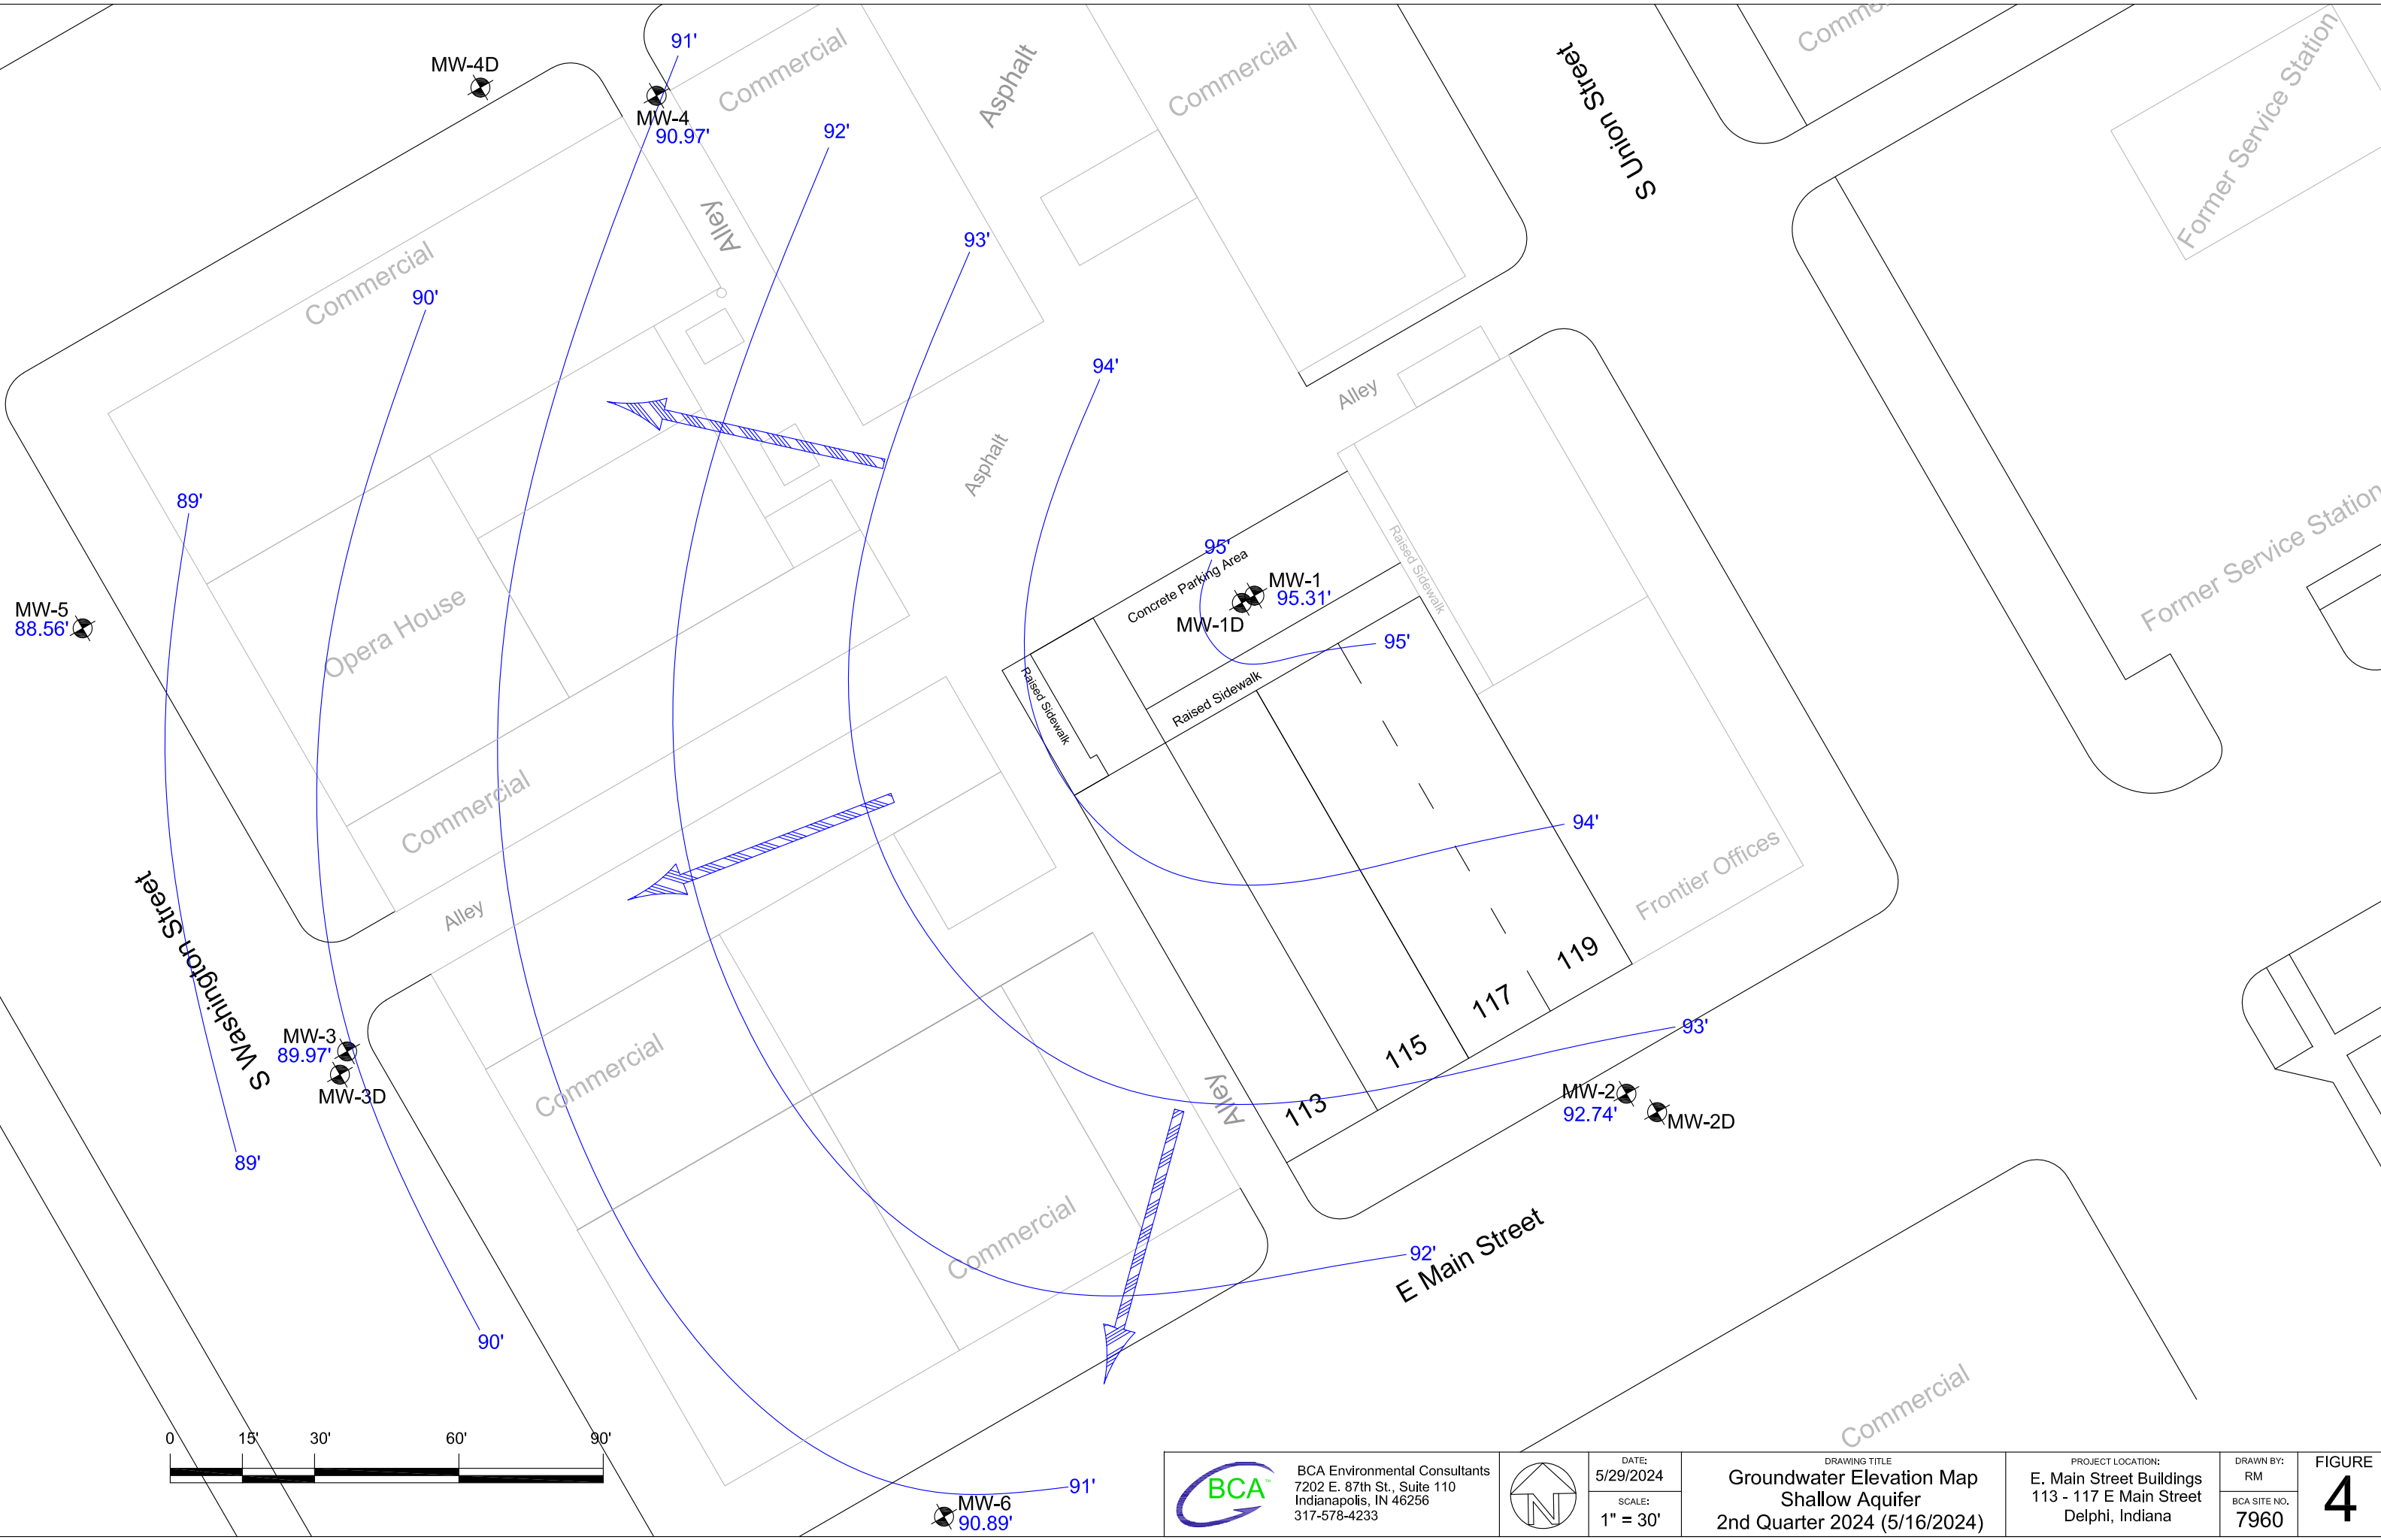 91'
MW-4D
MW-4
90.97'
Commercial
Asphalt
Commercial
S Union Street
Former Service Station
92'
Alley
93'
Commercial
90'
94'
Alley
Asphalt
89'
95'
Concrete Parking Area
MW-1
95.31'
MW-1D
Raised Sidewalk
Former Service Station
MW-5
88.56'
Opera House
95'
Raised Sidewalk
Raised Sidewalk
Commercial
94'
Frontier Offices
Alley
S Washington Street
119
117
115
113
93'
MW-3
89.97'
MW-3D
Commercial
Alley
MW-2
92.74'
MW-2D
89'
Commercial
92'
E Main Street
90'
Commercial
0 15' 30' 60' 90'
91'
MW-6
90.89'
BCA™
BCA Environmental Consultants
7202 E. 87th St., Suite 110
Indianapolis, IN 46256
317-578-4233
N
DATE:
5/29/2024
SCALE:
1" = 30'
DRAWING TITLE
Groundwater Elevation Map
Shallow Aquifer
2nd Quarter 2024 (5/16/2024)
PROJECT LOCATION:
E. Main Street Buildings
113 - 117 E Main Street
Delphi, Indiana
DRAWN BY:
RM
BCA SITE NO.
7960
FIGURE
4